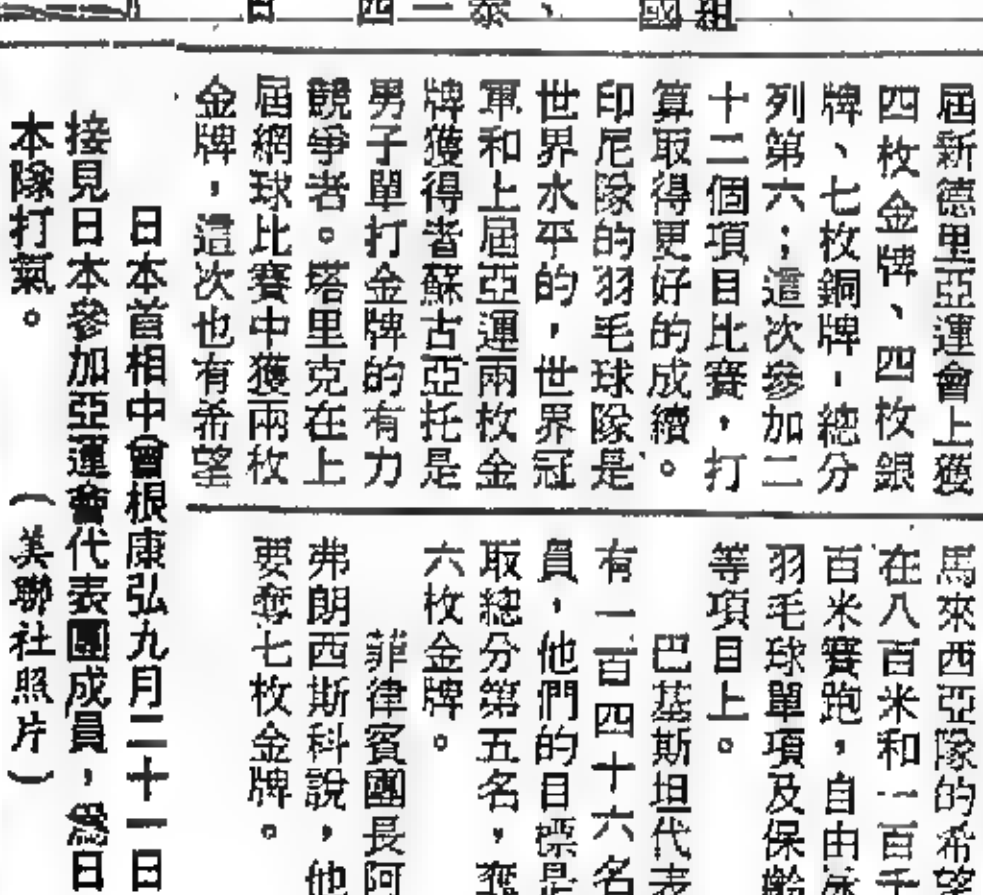 祖國
泰一四日
屆新德里亞運會上獲
四枚金牌、四枚銀
牌、七枚銅牌，總分
列第六；這次參加二
十二個項目比賽，打
算取得更好的成績。
印尼隊的羽毛球隊是
世界水平的，世界冠
軍和上屆亞運兩枚金
牌獲得者蘇古亞托是
男子單打金牌的有力
競爭者。塔里克在上
屆網球比賽中獲兩枚
金牌，這次也有希望
馬來西亞隊的希望
在八百米和一二百千
百米賽跑，自由泳
羽毛球單項及保齡
等項目上。
巴基斯坦代表
有一百四十六名
員，他們的目標是
取總分第五名，奪
六枚金牌。
菲律賓團長阿
弗朗西斯科說，他
要奪七枚金牌。
日本首相中曾根康弘九月二十一日
接見日本參加亞運會代表團成員，爲日
本隊打氣。
（美聯社照片）